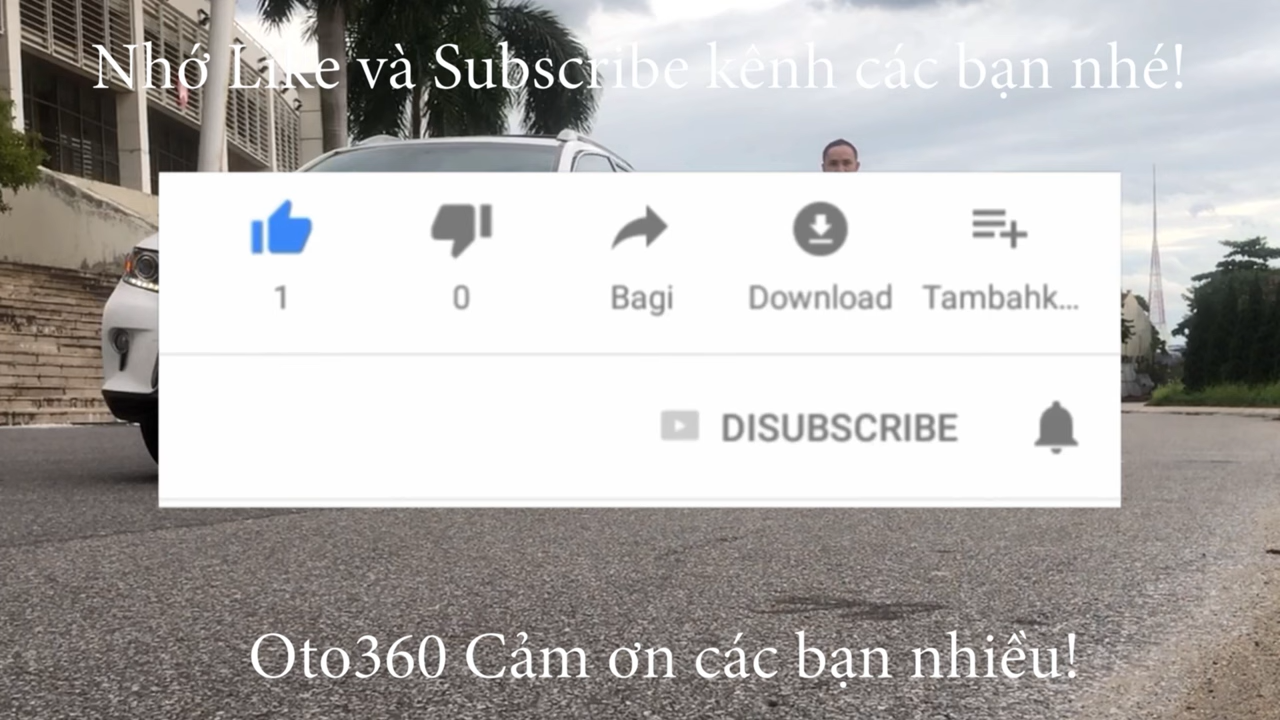 Nhớ Like và Subscribe kênh các bạn nhé!
1 0 Bagi Download Tambahk...
DISUBSCRIBE
Oto360 Cảm ơn các bạn nhiều!